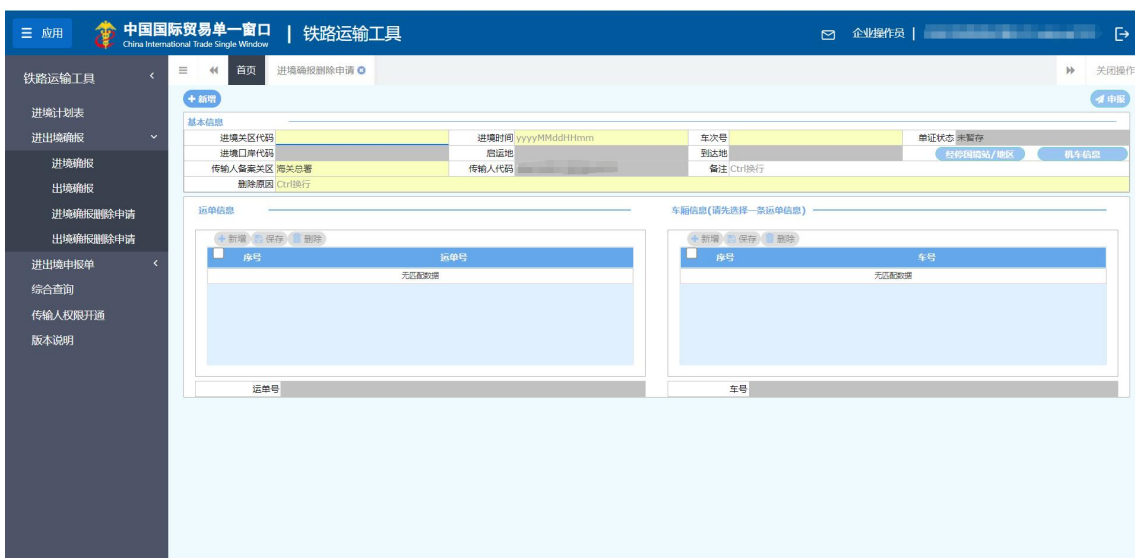 应用 中国国际贸易单一窗口 | 铁路运输工具 企业操作员 |
China International Trade Single Window
铁路运输工具 首页 进境确报删除申请 关闭操作
新增 申报
进境计划表
基本信息
进出境确报
进境关区代码 进境时间 yyyyMMddHHmm 车次号 单证状态 未暂存
进境口岸代码 启运地 到达地 经停国境站/地区 机车信息
进境确报
传输人备案关区 海关总署 传输人代码 备注 Ctrl换行
出境确报
删除原因 Ctrl换行
进境确报删除申请
运单信息 车厢信息(请先选择一条运单信息)
出境确报删除申请
新增 保存 删除 新增 保存 删除
进出境申报单
序号 运单号 序号 车号
无匹配数据 无匹配数据
综合查询
传输人权限开通
版本说明
运单号 车号